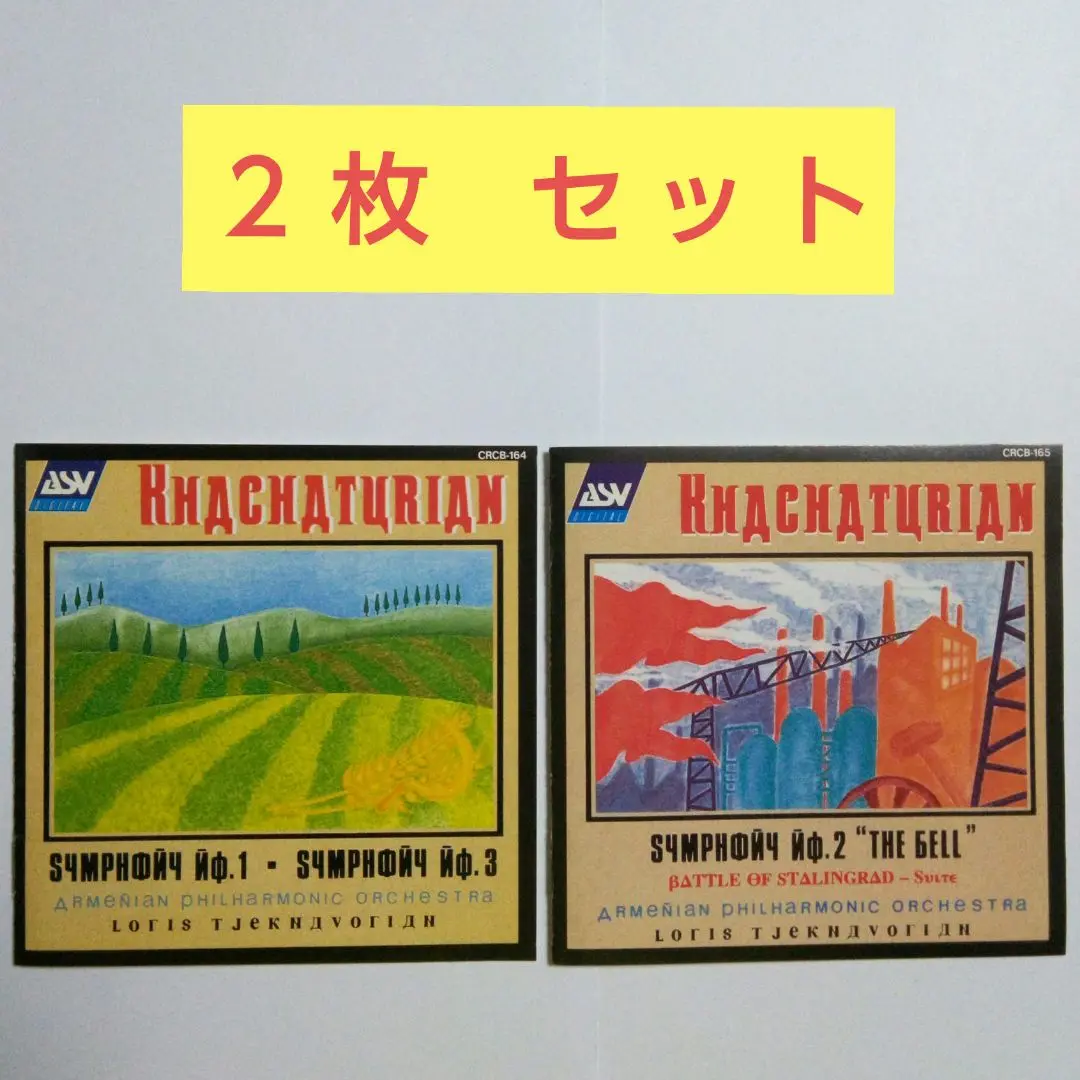 ２枚　セット
CRCB-164
ASV
DIGITAL
KHACHATURIAN
SYMPHONY NO.1 ▪ SYMPHONY NO.3
ARMENIAN PHILHARMONIC ORCHESTRA
LORIS TJEKNAVORIAN
CRCB-165
ASV
DIGITAL
KHACHATURIAN
SYMPHONY NO.2 "THE BELL"
BATTLE OF STALINGRAD – SUITE
ARMENIAN PHILHARMONIC ORCHESTRA
LORIS TJEKNAVORIAN